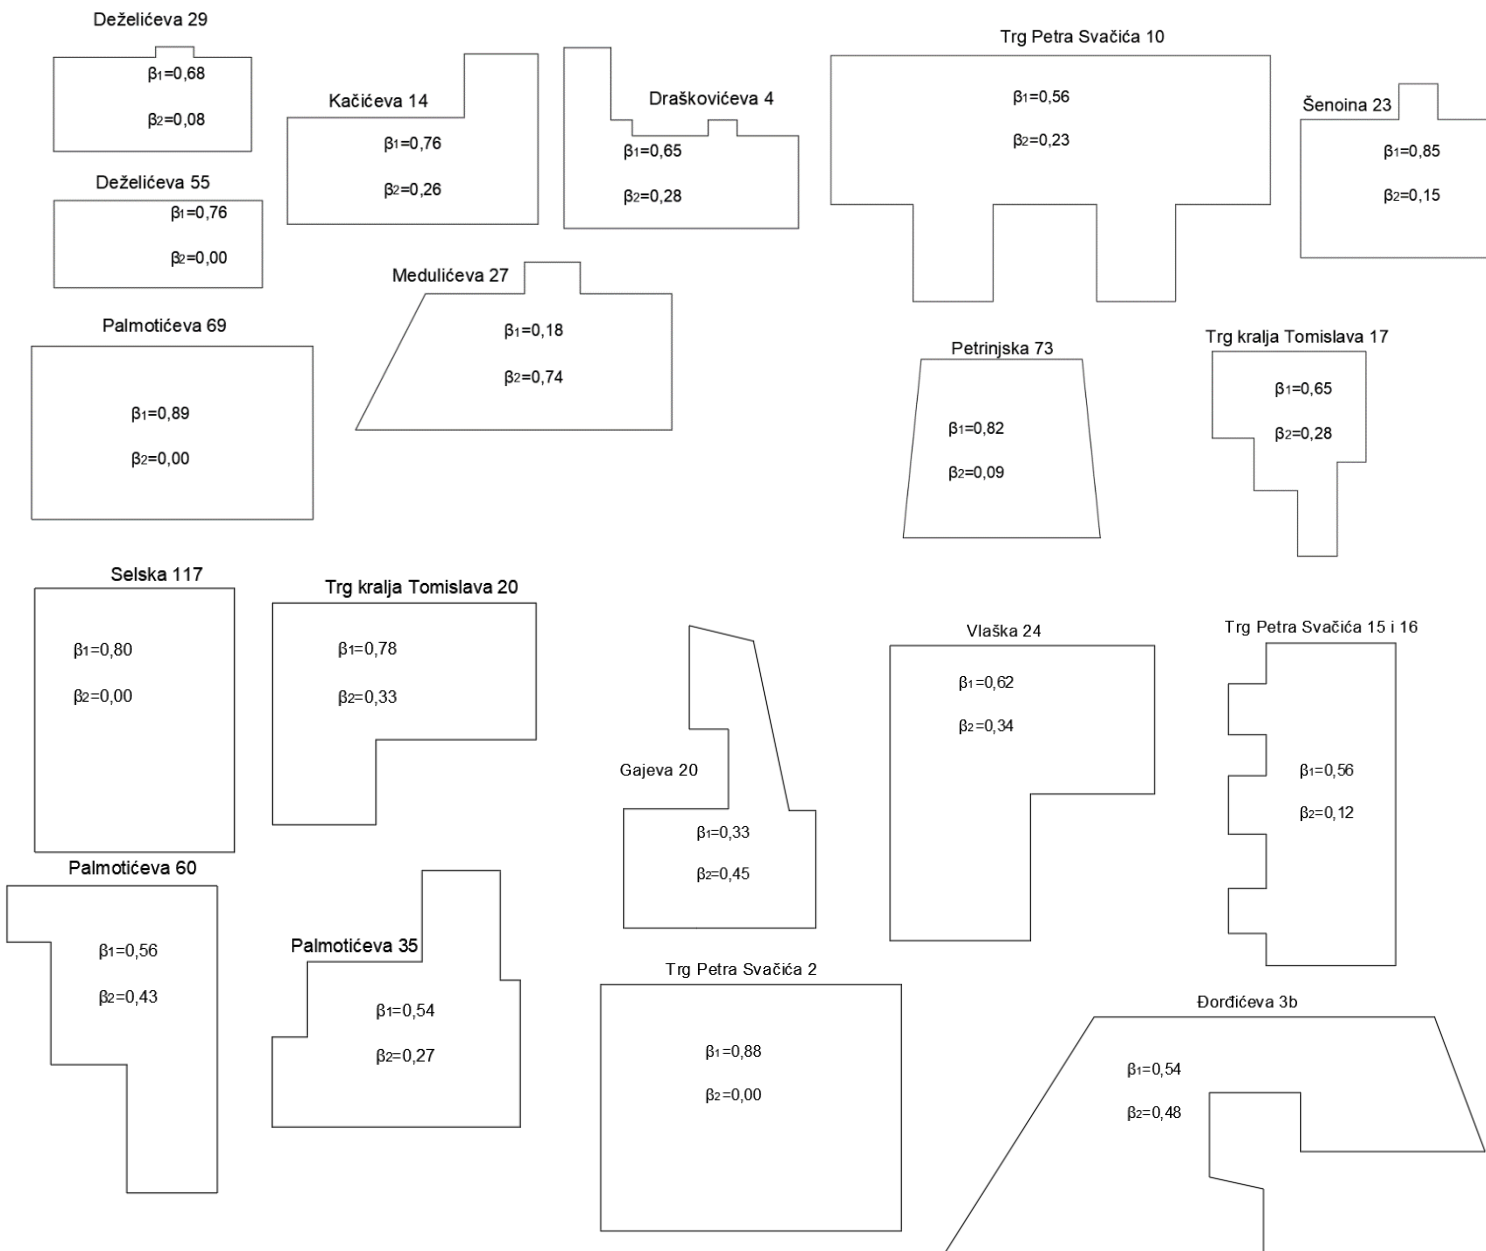 Deželićeva 29
β1=0,68
β2=0,08
Kačićeva 14
β1=0,76
β2=0,26
Draškovićeva 4
β1=0,65
β2=0,28
Trg Petra Svačića 10
β1=0,56
β2=0,23
Šenoina 23
β1=0,85
β2=0,15
Deželićeva 55
β1=0,76
β2=0,00
Medulićeva 27
β1=0,18
β2=0,74
Palmotićeva 69
β1=0,89
β2=0,00
Petrinjska 73
β1=0,82
β2=0,09
Trg kralja Tomislava 17
β1=0,65
β2=0,28
Selska 117
β1=0,80
β2=0,00
Trg kralja Tomislava 20
β1=0,78
β2=0,33
Gajeva 20
β1=0,33
β2=0,45
Vlaška 24
β1=0,62
β2=0,34
Trg Petra Svačića 15 i 16
β1=0,56
β2=0,12
Palmotićeva 60
β1=0,56
β2=0,43
Palmotićeva 35
β1=0,54
β2=0,27
Trg Petra Svačića 2
β1=0,88
β2=0,00
Đorđićeva 3b
β1=0,54
β2=0,48